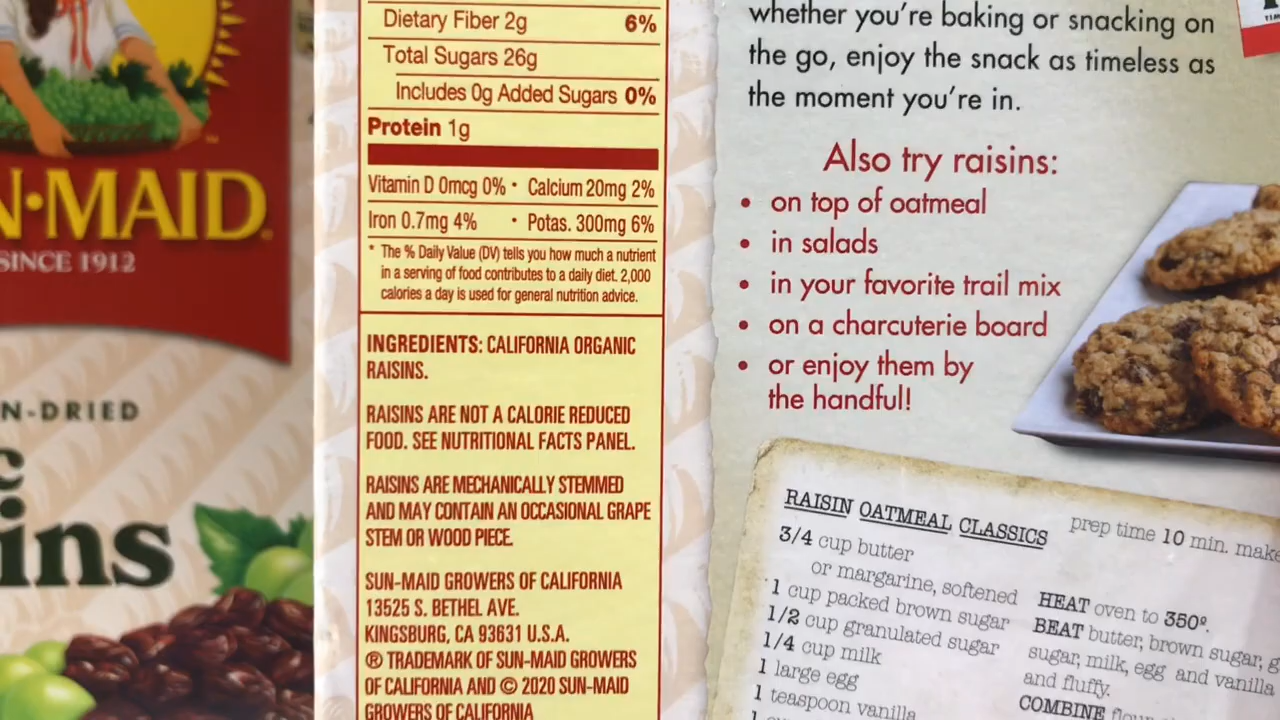 N•MAID
SINCE 1912
N-DRIED
c
ins
Dietary Fiber 2g 6%
Total Sugars 26g
Includes 0g Added Sugars 0%
Protein 1g
Vitamin D 0mcg 0% • Calcium 20mg 2%
Iron 0.7mg 4% • Potas. 300mg 6%
* The % Daily Value (DV) tells you how much a nutrient
in a serving of food contributes to a daily diet. 2,000
calories a day is used for general nutrition advice.
INGREDIENTS: CALIFORNIA ORGANIC
RAISINS.
RAISINS ARE NOT A CALORIE REDUCED
FOOD. SEE NUTRITIONAL FACTS PANEL.
RAISINS ARE MECHANICALLY STEMMED
AND MAY CONTAIN AN OCCASIONAL GRAPE
STEM OR WOOD PIECE.
SUN-MAID GROWERS OF CALIFORNIA
13525 S. BETHEL AVE.
KINGSBURG, CA 93631 U.S.A.
® TRADEMARK OF SUN-MAID GROWERS
OF CALIFORNIA AND © 2020 SUN-MAID
GROWERS OF CALIFORNIA
whether you're baking or snacking on
the go, enjoy the snack as timeless as
the moment you're in.
Also try raisins:
• on top of oatmeal
• in salads
• in your favorite trail mix
• on a charcuterie board
• or enjoy them by
the handful!
RAISIN OATMEAL CLASSICS
prep time 10 min. make
3/4 cup butter
or margarine, softened
1 cup packed brown sugar
1/2 cup granulated sugar
1/4 cup milk
1 large egg
1 teaspoon vanilla
HEAT oven to 350º.
BEAT butter, brown sugar, g
sugar, milk, egg and vanilla
and fluffy.
COMBINE flour